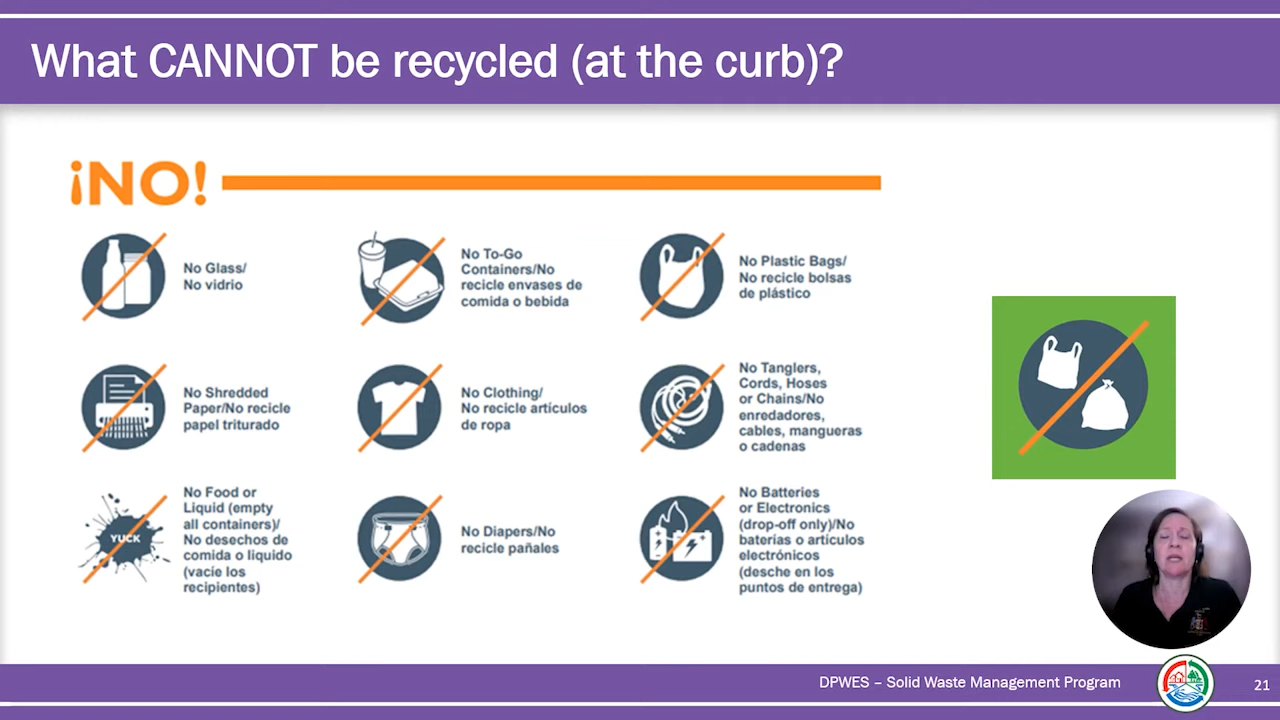 What CANNOT be recycled (at the curb)?
¡NO!
No Glass/
No vidrio
No To-Go
Containers/No
recicle envases de
comida o bebida
No Plastic Bags/
No recicle bolsas
de plástico
No Shredded
Paper/No recicle
papel triturado
No Clothing/
No recicle artículos
de ropa
No Tanglers,
Cords, Hoses
or Chains/No
enredadores,
cables, mangueras
o cadenas
YUCK
No Food or
Liquid (empty
all containers)/
No desechos de
comida o liquido
(vacíe los
recipientes)
No Diapers/No
recicle pañales
No Batteries
or Electronics
(drop-off only)/No
baterías o artículos
electrónicos
(desche en los
puntos de entrega)
DPWES – Solid Waste Management Program
21